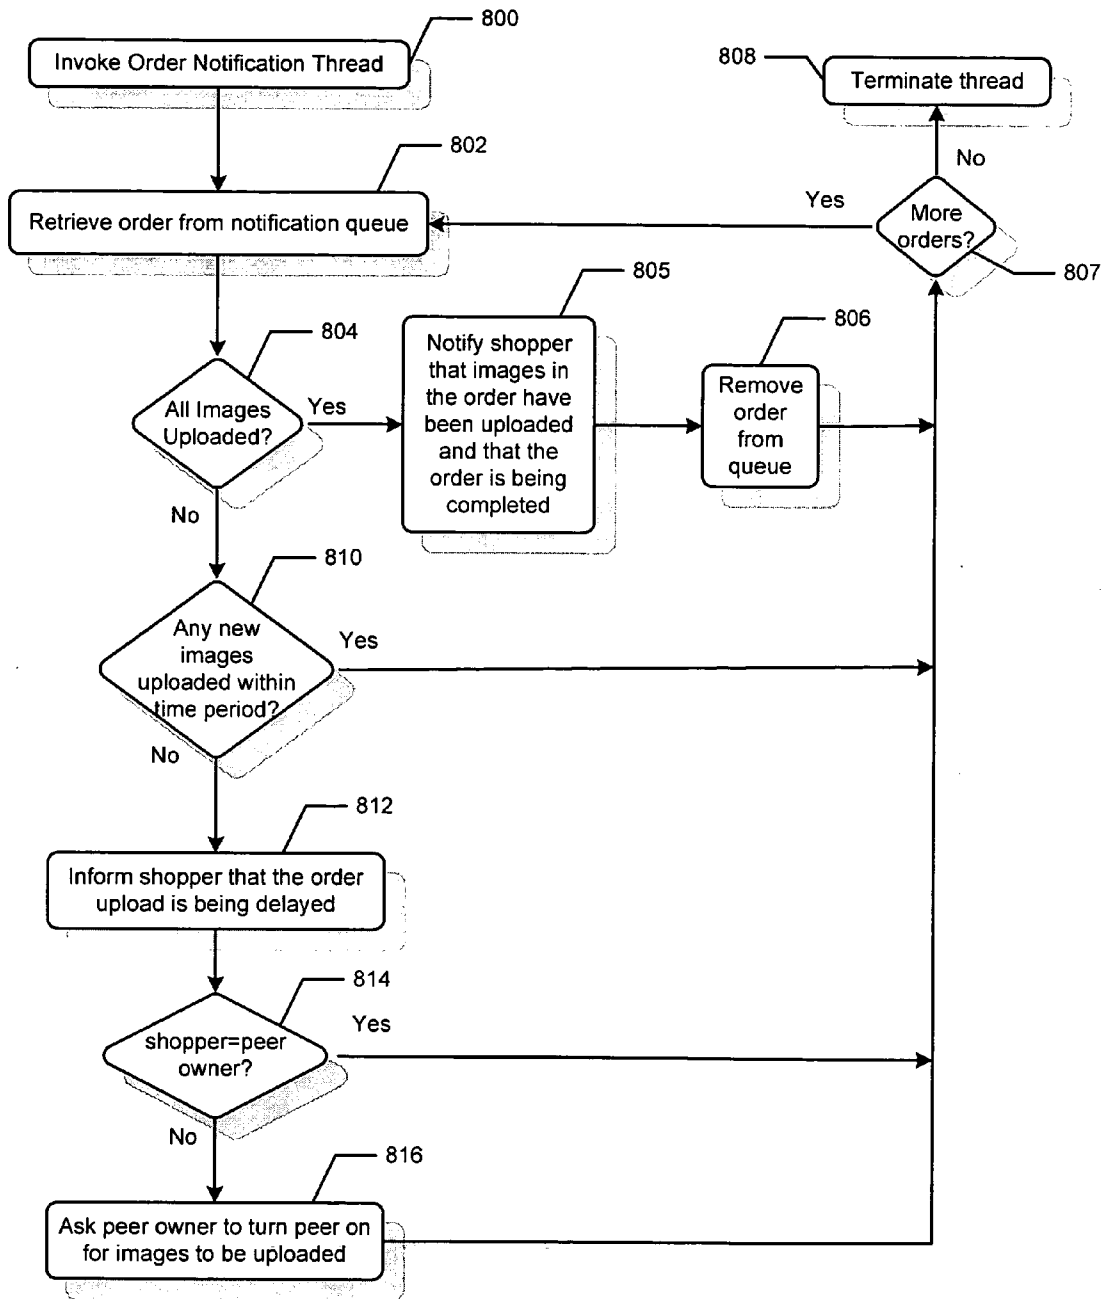 800
Invoke Order Notification Thread
808
Terminate thread
802
No
Yes
Retrieve order from notification queue
More
orders?
807
805
804
806
Notify shopper
that images in
the order have
been uploaded
and that the
order is being
completed
Remove
order
from
queue
All Images
Uploaded?
Yes
No
810
Any new
images
uploaded within
time period?
Yes
No
812
Inform shopper that the order
upload is being delayed
814
Yes
shopper=peer
owner?
No
816
Ask peer owner to turn peer on
for images to be uploaded